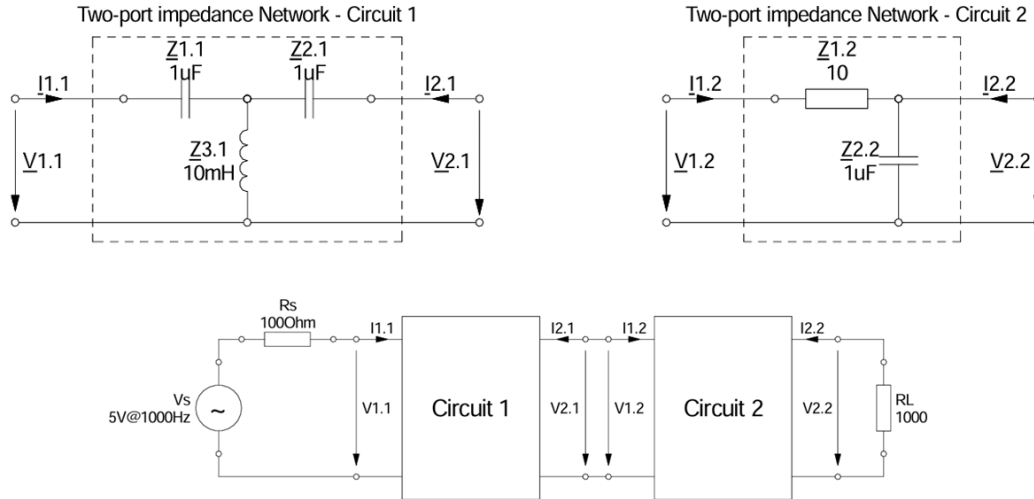 Two-port impedance Network - Circuit 1
Z1.1
1uF
Z2.1
1uF
I1.1
I2.1
Z3.1
10mH
V1.1
V2.1
Two-port impedance Network - Circuit 2
Z1.2
10
I1.2
I2.2
Z2.2
1uF
V1.2
V2.2
Rs
100Ohm
I1.1
I2.1
I1.2
I2.2
Vs
5V@1000Hz
~
V1.1
Circuit 1
V2.1
V1.2
Circuit 2
V2.2
RL
1000